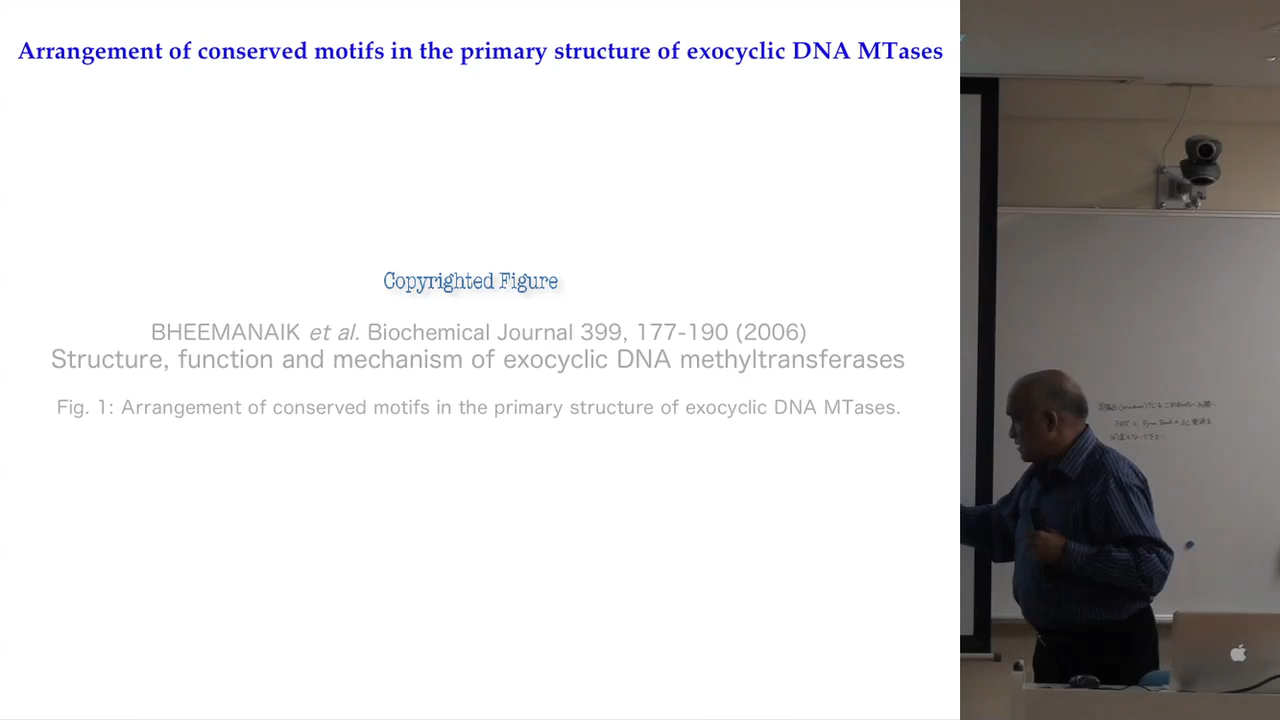 Arrangement of conserved motifs in the primary structure of exocyclic DNA MTases
Copyrighted Figure
BHEEMANAIK et al. Biochemical Journal 399, 177-190 (2006)
Structure, function and mechanism of exocyclic DNA methyltransferases
Fig. 1: Arrangement of conserved motifs in the primary structure of exocyclic DNA MTases.